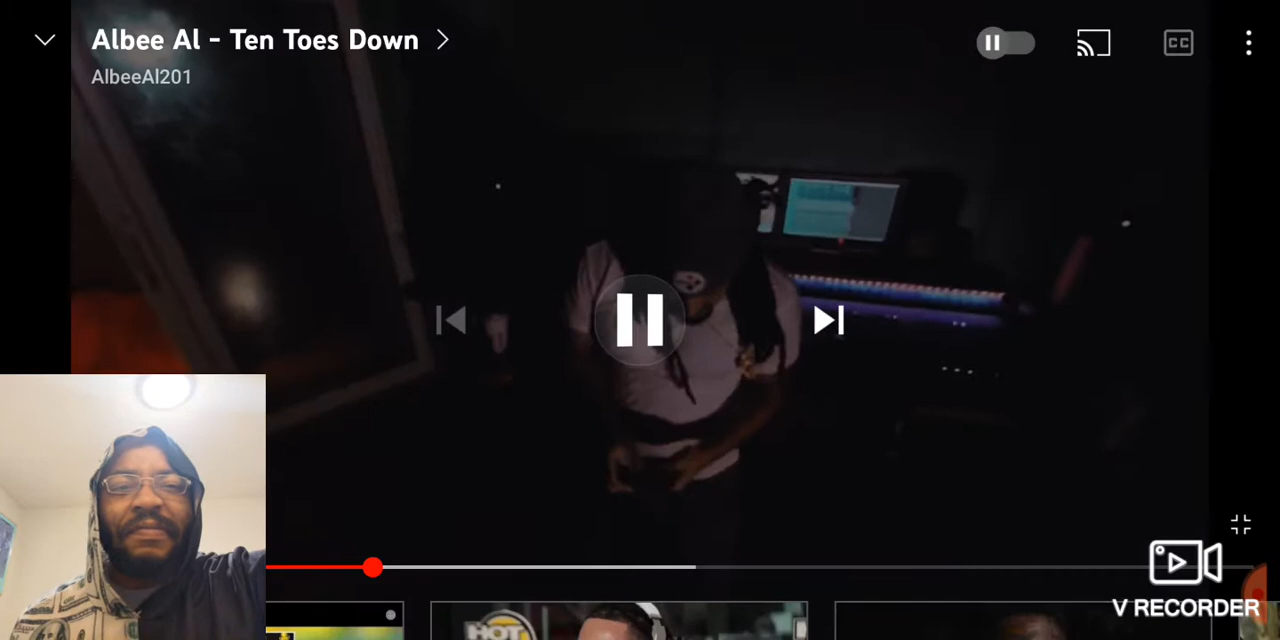 Albee Al - Ten Toes Down
AlbeeAl201
CC
HOT
V RECORDER